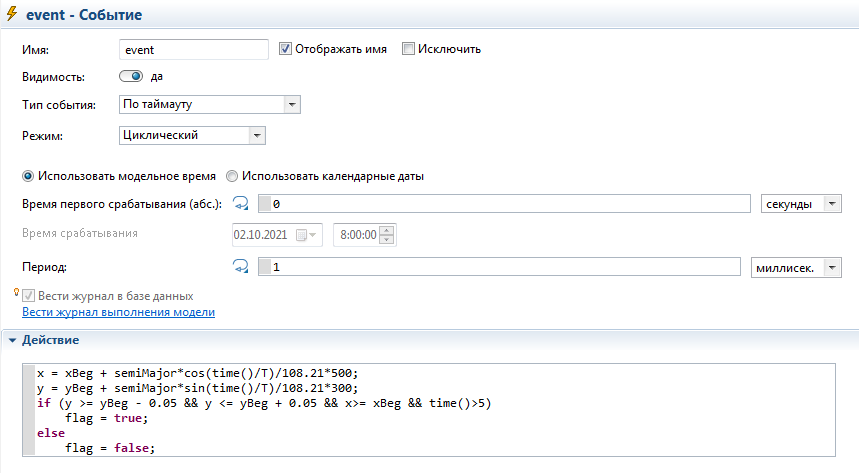 event - Событие
Имя: event Отображать имя Исключить
Видимость: да
Тип события: По таймауту
Режим: Циклический
Использовать модельное время Использовать календарные даты
Время первого срабатывания (абс.): 0 секунды
Время срабатывания 02.10.2021 8:00:00
Период: 1 миллисек.
Вести журнал в базе данных
Вести журнал выполнения модели
Действие
x = xBeg + semiMajor*cos(time()/T)/108.21*500;
y = yBeg + semiMajor*sin(time()/T)/108.21*300;
if (y >= yBeg - 0.05 && y <= yBeg + 0.05 && x>= xBeg && time()>5)
flag = true;
else
flag = false;